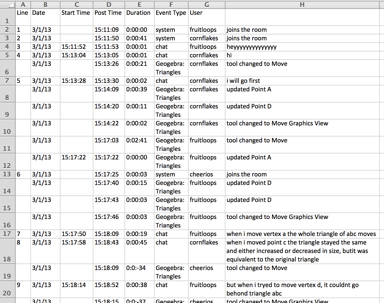 A B C D E F G H
Line Date Start Time Post Time Duration Event Type User
1
2 1 3/1/13 15:11:09 0:00:00 system fruitloops joins the room
3 2 3/1/13 15:11:50 0:00:41 system cornflakes joins the room
4 3 3/1/13 15:11:52 15:11:53 0:00:01 chat fruitloops heyyyyyyyyyyyyy
5 4 3/1/13 15:13:04 15:13:05 0:00:01 chat cornflakes hi
3/1/13 15:13:26 0:00:21 Geogebra: cornflakes tool changed to Move
6 Triangles
7 5 3/1/13 15:13:28 15:13:30 0:00:02 chat cornflakes i will go first
3/1/13 15:14:09 0:00:39 Geogebra: cornflakes updated Point A
8 Triangles
3/1/13 15:14:20 0:00:11 Geogebra: cornflakes updated Point D
9 Triangles
3/1/13 15:14:22 0:00:02 Geogebra: cornflakes tool changed to Move Graphics View
10 Triangles
3/1/13 15:17:03 0:02:41 Geogebra: fruitloops tool changed to Move
11 Triangles
3/1/13 15:17:22 15:17:22 0:00:00 Geogebra: fruitloops updated Point A
12 Triangles
13 6 3/1/13 15:17:25 0:00:03 system cheerios joins the room
3/1/13 15:17:40 0:00:15 Geogebra: fruitloops updated Point D
14 Triangles
3/1/13 15:17:43 0:00:03 Geogebra: fruitloops updated Point D
15 Triangles
3/1/13 15:17:46 0:00:03 Geogebra: fruitloops tool changed to Move Graphics View
16 Triangles
17 7 3/1/13 15:17:50 15:18:09 0:00:19 chat fruitloops when i move vertex a the whole triangle of abc moves
8 3/1/13 15:17:58 15:18:43 0:00:45 chat cornflakes when i moved point c the triangle stayed the same
and either increased or decreased in size, butit was
18 equivalent to the original triangle
3/1/13 15:18:09 0:0:-34 Geogebra: cheerios tool changed to Move
19 Triangles
9 3/1/13 15:18:14 15:18:52 0:00:38 chat fruitloops but when i tryed to move vertex d, it couldnt go
20 behond triangle abc
3/1/13 15:18:15 0:0:-37 Geogebra: cheerios tool changed to Move Graphics View